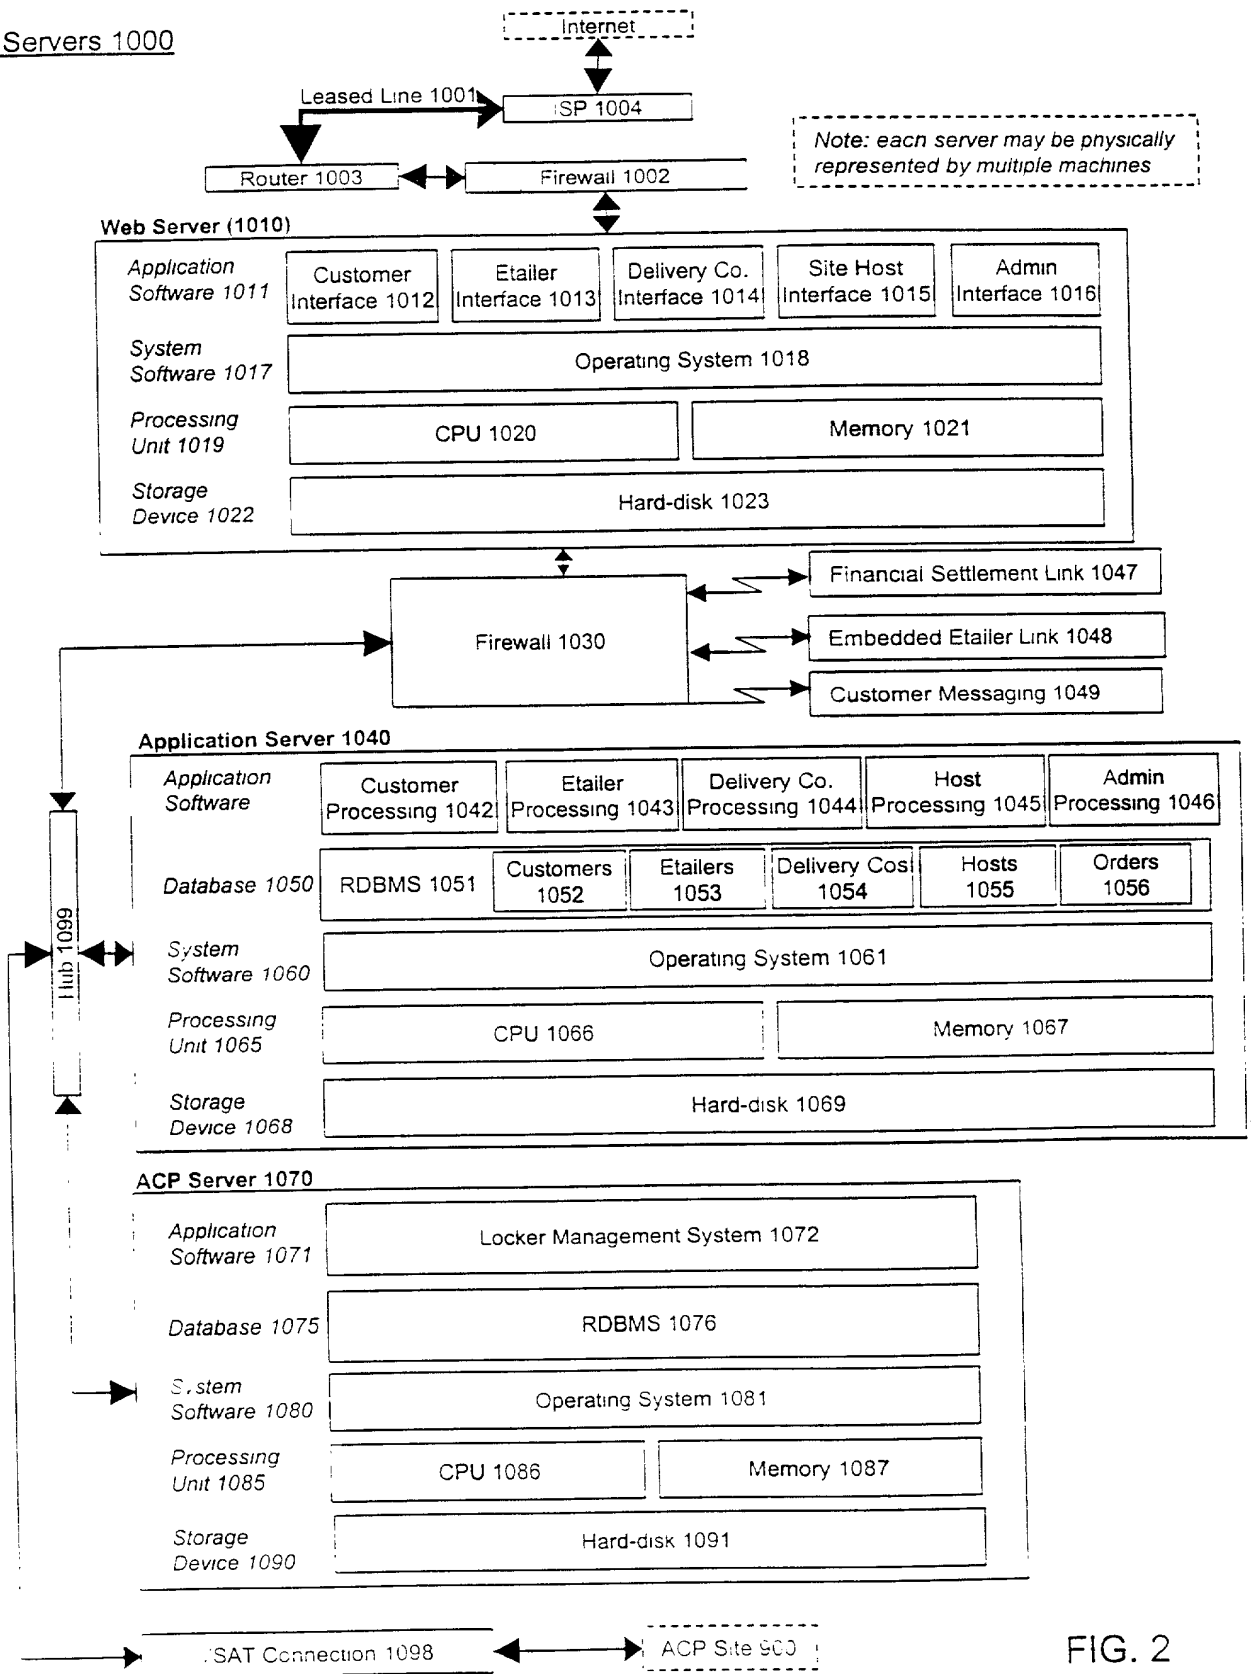 Servers 1000
Internet
Leased Line 1001
ISP 1004
Note: each server may be physically
represented by multiple machines
Router 1003
Firewall 1002
Web Server (1010)
Application
Software 1011
Customer
Interface 1012
Etailer
Interface 1013
Delivery Co.
Interface 1014
Site Host
Interface 1015
Admin
Interface 1016
System
Software 1017
Operating System 1018
Processing
Unit 1019
CPU 1020
Memory 1021
Storage
Device 1022
Hard-disk 1023
Firewall 1030
Financial Settlement Link 1047
Embedded Etailer Link 1048
Customer Messaging 1049
Application Server 1040
Application
Software
Customer
Processing 1042
Etailer
Processing 1043
Delivery Co.
Processing 1044
Host
Processing 1045
Admin
Processing 1046
Database 1050
RDBMS 1051
Customers
1052
Etailers
1053
Delivery Cos
1054
Hosts
1055
Orders
1056
Hub 1099
System
Software 1060
Operating System 1061
Processing
Unit 1065
CPU 1066
Memory 1067
Storage
Device 1068
Hard-disk 1069
ACP Server 1070
Application
Software 1071
Locker Management System 1072
Database 1075
RDBMS 1076
System
Software 1080
Operating System 1081
Processing
Unit 1085
CPU 1086
Memory 1087
Storage
Device 1090
Hard-disk 1091
VSAT Connection 1098
ACP Site 900
FIG. 2